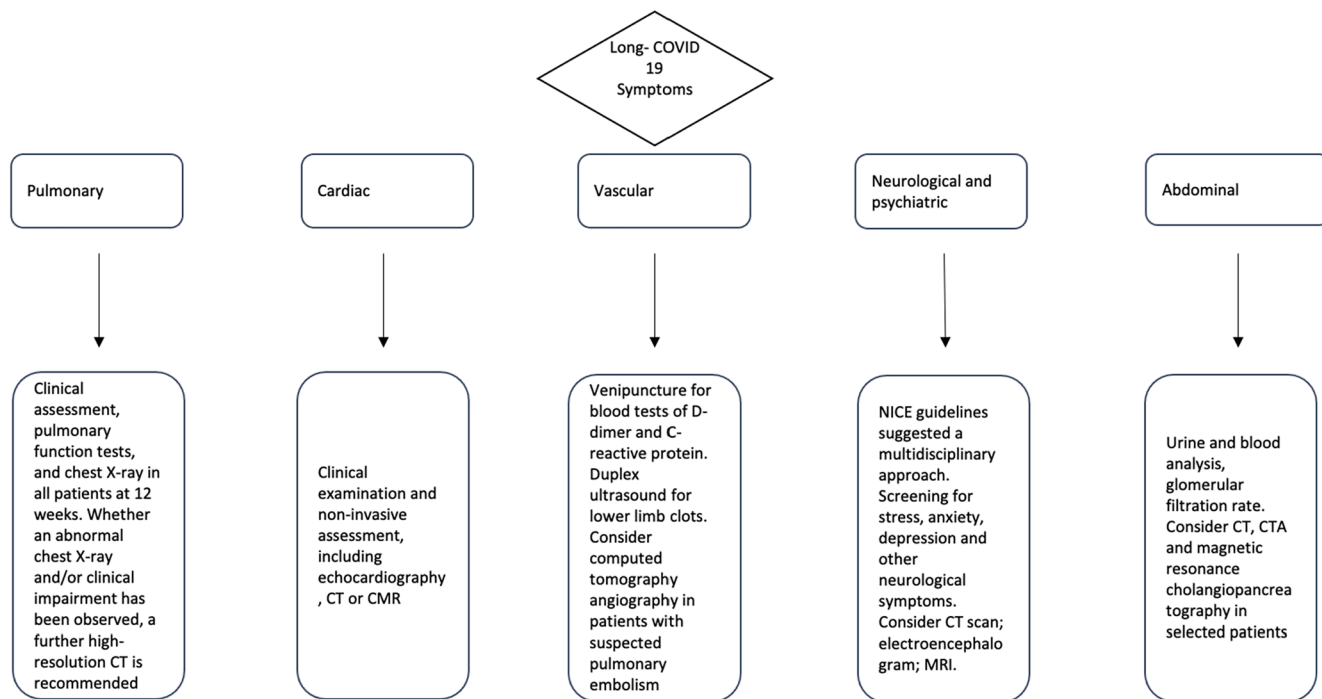 Long- COVID
19
Symptoms
Pulmonary
Cardiac
Vascular
Neurological and
psychiatric
Abdominal
Clinical
assessment,
pulmonary
function tests,
and chest X-ray in
all patients at 12
weeks. Whether
an abnormal
chest X-ray
and/or clinical
impairment has
been observed, a
further high-
resolution CT is
recommended
Clinical
examination and
non-invasive
assessment,
including
echocardiography
, CT or CMR
Venipuncture for
blood tests of D-
dimer and C-
reactive protein.
Duplex
ultrasound for
lower limb clots.
Consider
computed
tomography
angiography in
patients with
suspected
pulmonary
embolism
NICE guidelines
suggested a
multidisciplinary
approach.
Screening for
stress, anxiety,
depression and
other
neurological
symptoms.
Consider CT scan;
electroencephalo
gram; MRI.
Urine and blood
analysis,
glomerular
filtration rate.
Consider CT, CTA
and magnetic
resonance
cholangiopancrea
tography in
selected patients